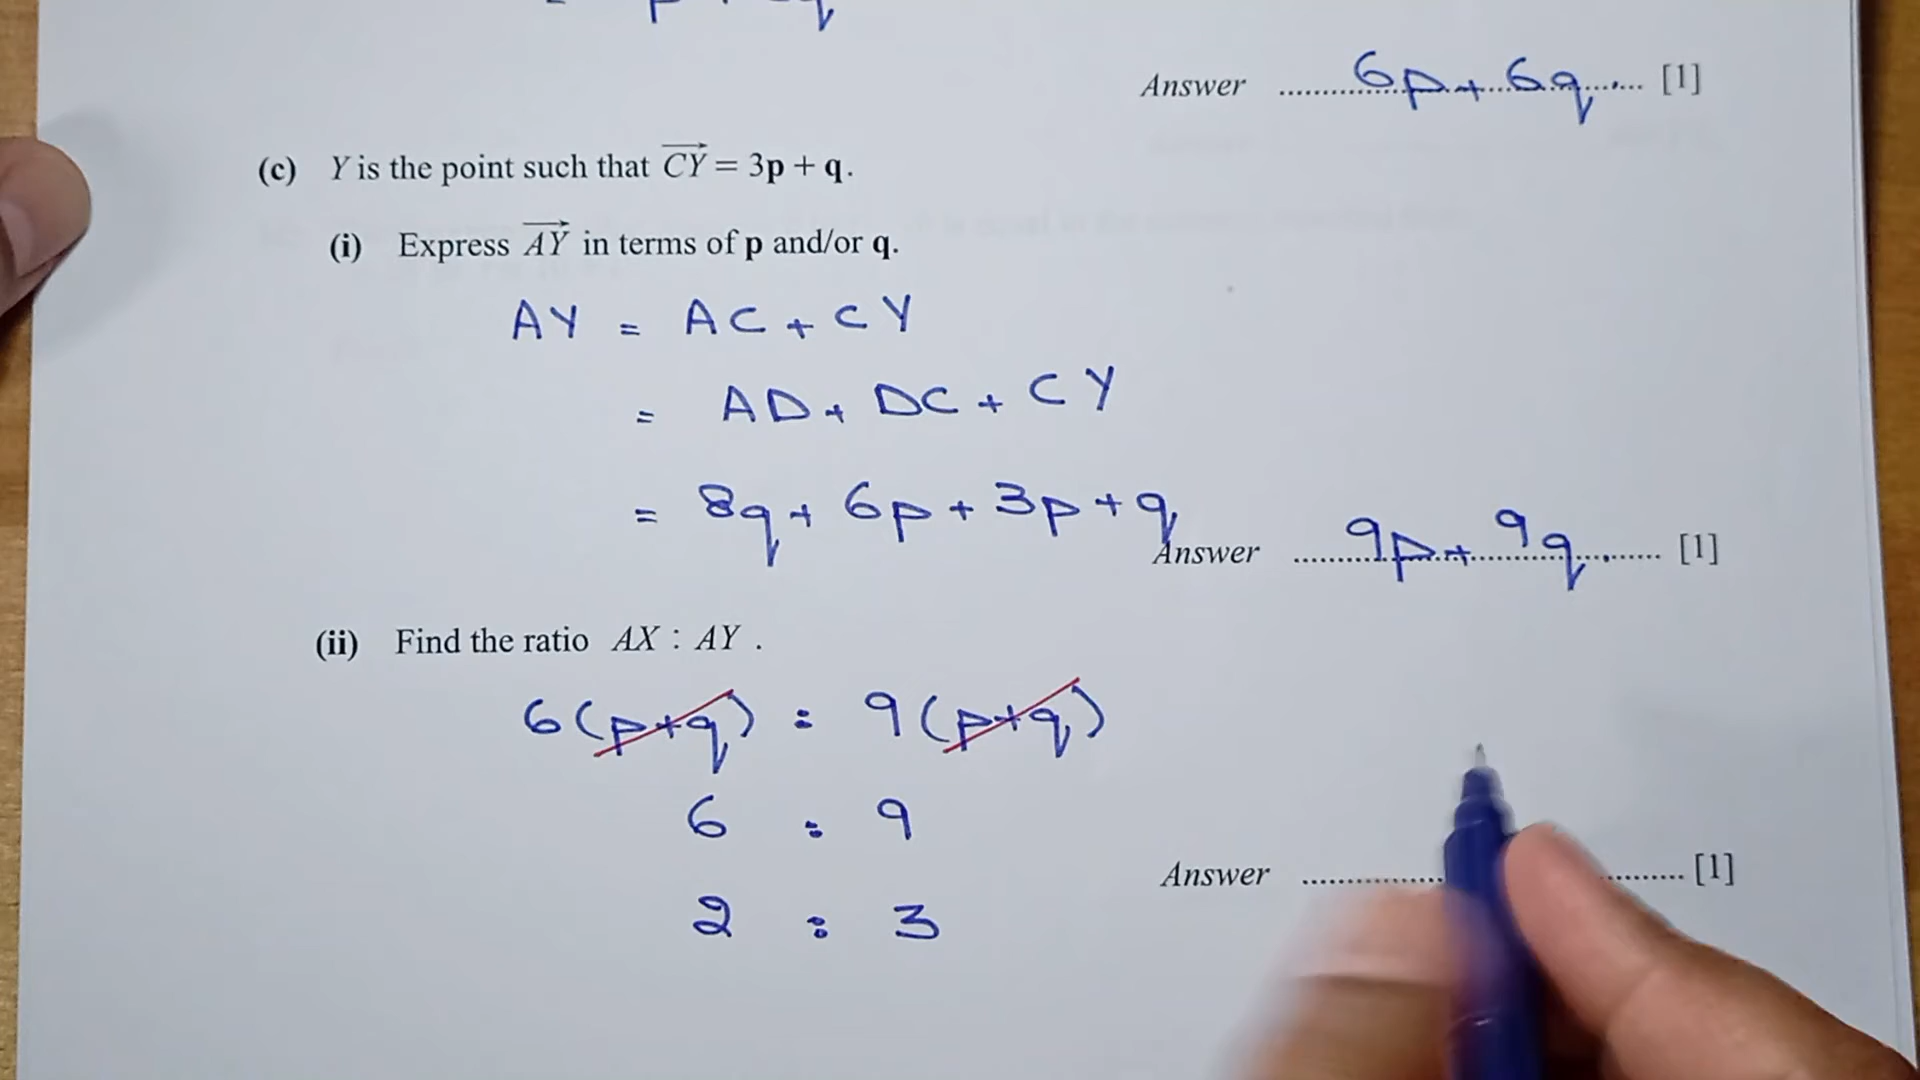 Answer ........6p+6q....... [1]
(c) Y is the point such that CY = 3p + q.
(i) Express AY in terms of p and/or q.
AY = AC + CY
= AD + DC + CY
= 8q + 6p + 3p + q
Answer ........9p+9q....... [1]
(ii) Find the ratio AX : AY .
6(p+q) : 9(p+q)
6 : 9
Answer ................ [1]
2 : 3